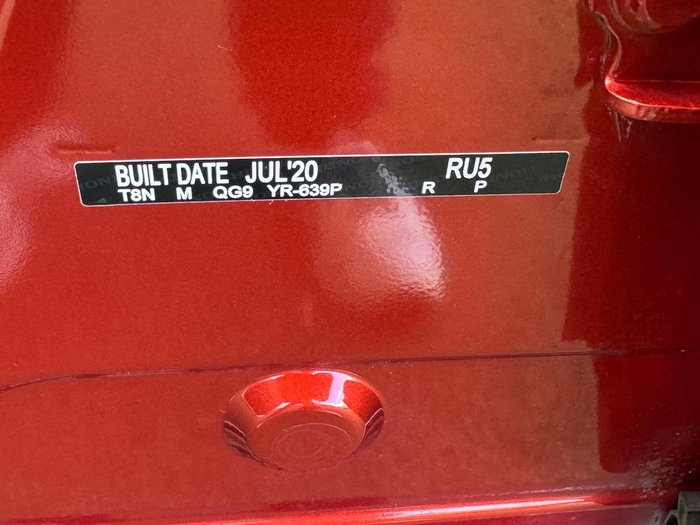 BUILT DATE JUL'20 RU5
T8N M QG9 YR-639P R P